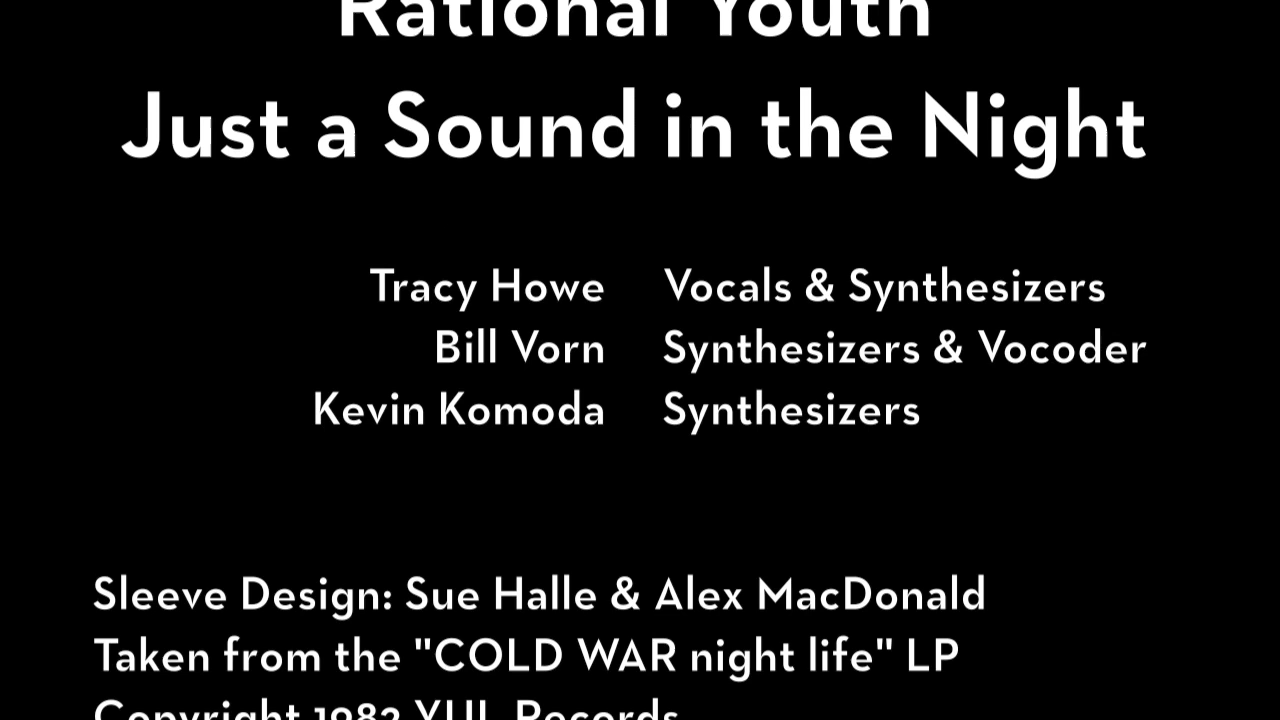 Rational Youth
Just a Sound in the Night
Tracy Howe Vocals & Synthesizers
Bill Vorn Synthesizers & Vocoder
Kevin Komoda Synthesizers
Sleeve Design: Sue Halle & Alex MacDonald
Taken from the "COLD WAR night life" LP
Copyright 1982 YUL Records